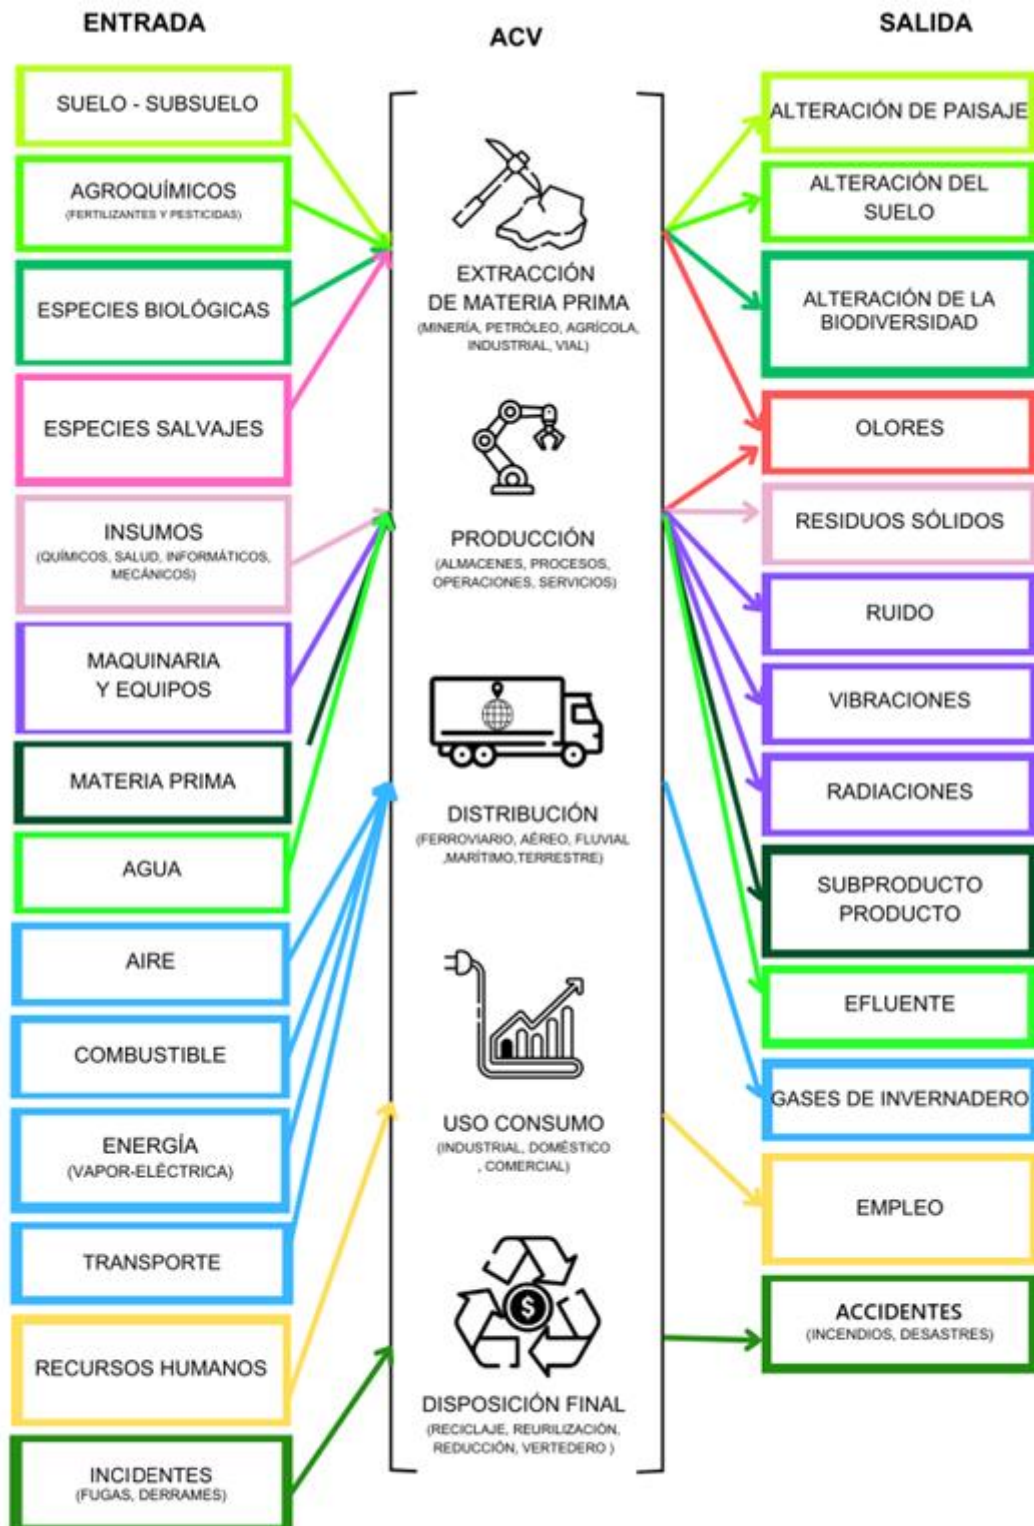 ENTRADA
SUELO - SUBSUELO
AGROQUÍMICOS
(FERTILIZANTES Y PESTICIDAS)
ESPECIES BIOLÓGICAS
ESPECIES SALVAJES
INSUMOS
(QUÍMICOS, SALUD, INFORMÁTICOS,
MECÁNICOS)
MAQUINARIA
Y EQUIPOS
MATERIA PRIMA
AGUA
AIRE
COMBUSTIBLE
ENERGÍA
(VAPOR-ELÉCTRICA)
TRANSPORTE
RECURSOS HUMANOS
INCIDENTES
(FUGAS, DERRAMES)
ACV
EXTRACCIÓN
DE MATERIA PRIMA
(MINERÍA, PETRÓLEO, AGRÍCOLA,
INDUSTRIAL, VIAL)
PRODUCCIÓN
(ALMACENES, PROCESOS,
OPERACIONES, SERVICIOS)
DISTRIBUCIÓN
(FERROVIARIO, AÉREO, FLUVIAL
,MARÍTIMO,TERRESTRE)
USO CONSUMO
(INDUSTRIAL, DOMÉSTICO
, COMERCIAL)
$
DISPOSICIÓN FINAL
(RECICLAJE, REURILIZACIÓN,
REDUCCIÓN, VERTEDERO )
SALIDA
ALTERACIÓN DE PAISAJE
ALTERACIÓN DEL
SUELO
ALTERACIÓN DE LA
BIODIVERSIDAD
OLORES
RESIDUOS SÓLIDOS
RUIDO
VIBRACIONES
RADIACIONES
SUBPRODUCTO
PRODUCTO
EFLUENTE
GASES DE INVERNADERO
EMPLEO
ACCIDENTES
(INCENDIOS, DESASTRES)